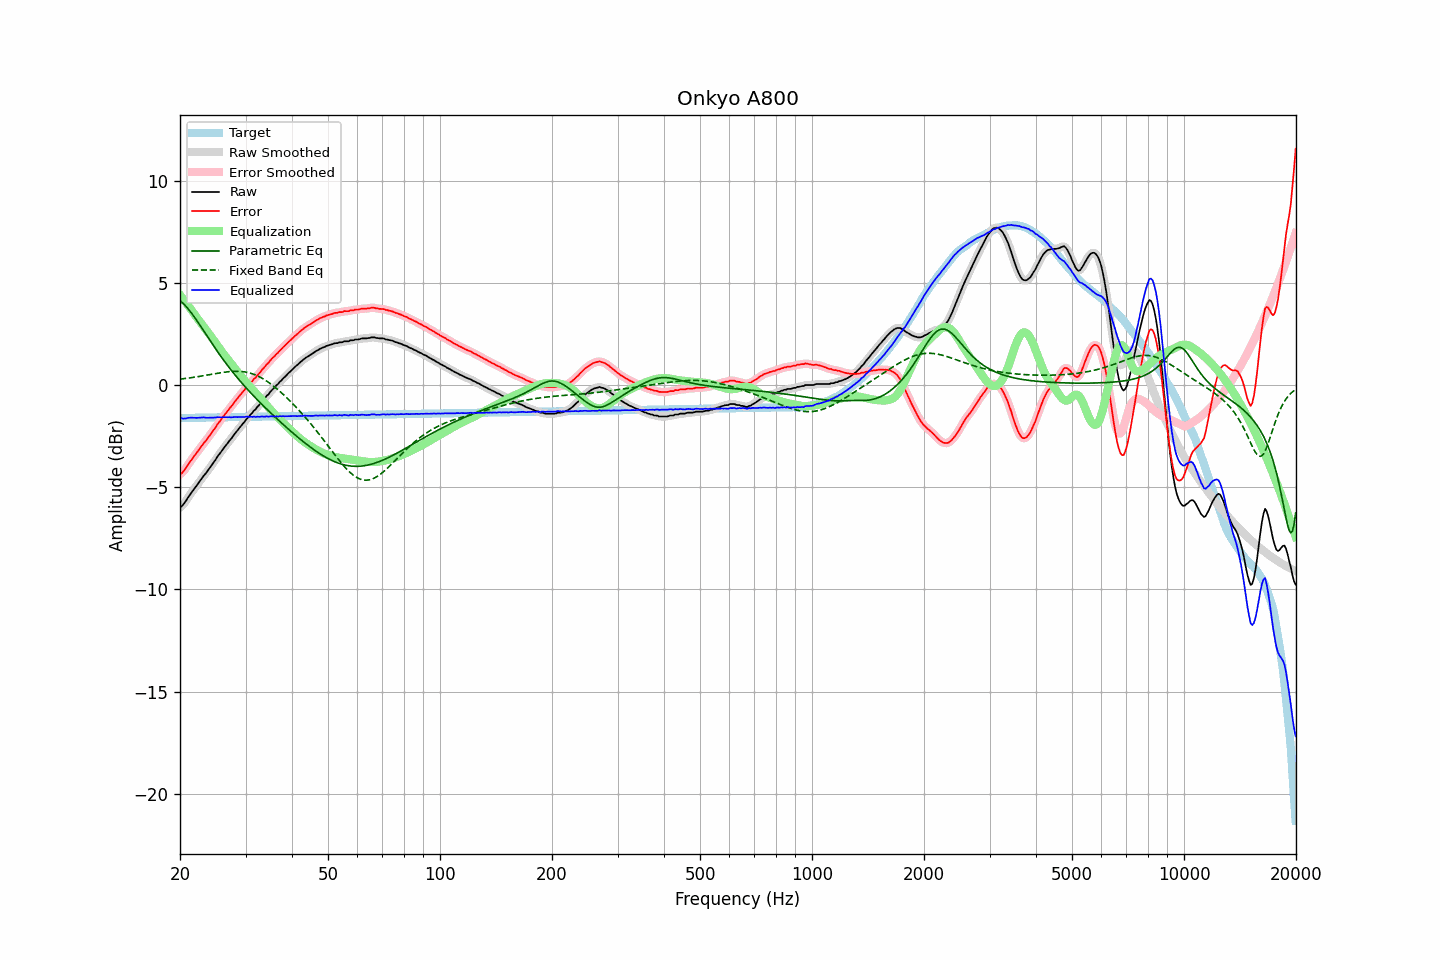 Onkyo A800
Target
Raw Smoothed
Error Smoothed
Raw
Error
Equalization
Parametric Eq
Fixed Band Eq
Equalized
10
5
0
−5
−10
−15
−20
Amplitude (dBr)
20
50
100
200
500
1000
2000
5000
10000
20000
Frequency (Hz)